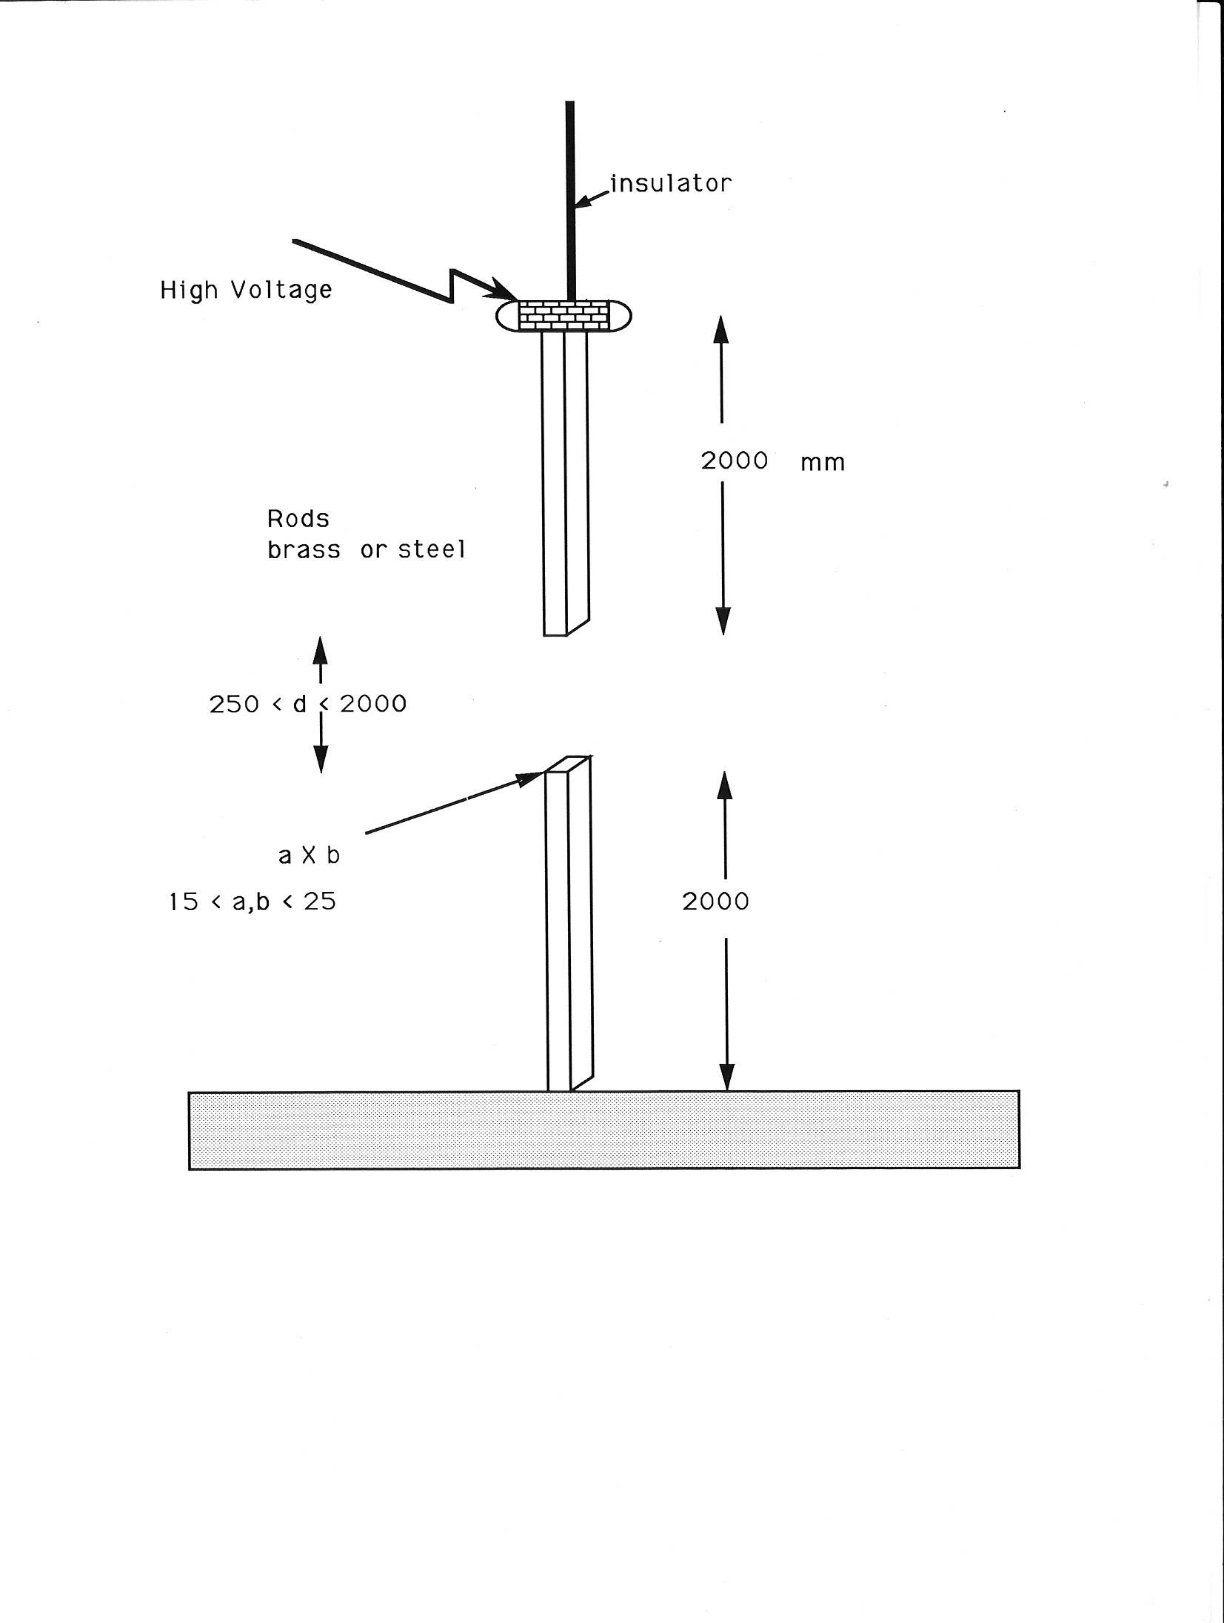 insulator
High Voltage
2000 mm
Rods
brass or steel
250 < d < 2000
a X b
15 < a,b < 25
2000